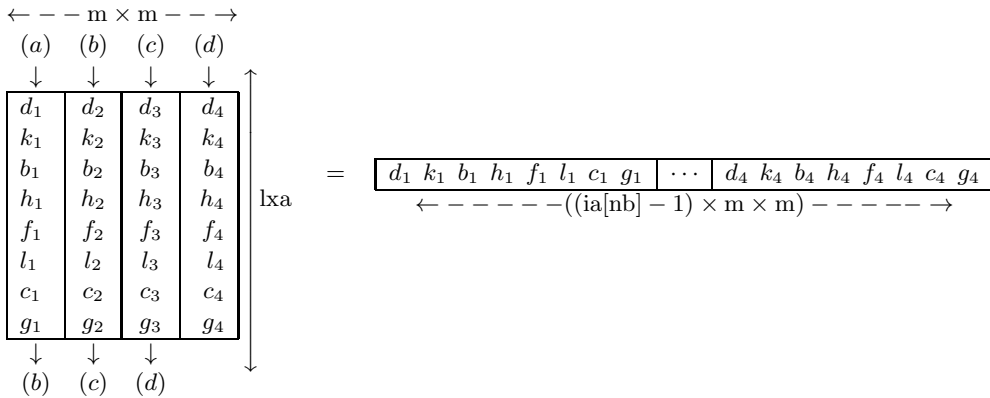 ← − − − m × m − − − →
(a) (b) (c) (d)
↓ ↓ ↓ ↓
d₁ d₂ d₃ d₄
k₁ k₂ k₃ k₄
b₁ b₂ b₃ b₄
h₁ h₂ h₃ h₄
f₁ f₂ f₃ f₄
l₁ l₂ l₃ l₄
c₁ c₂ c₃ c₄
g₁ g₂ g₃ g₄
↓ ↓ ↓
(b) (c) (d)
lxa
=
d₁ k₁ b₁ h₁ f₁ l₁ c₁ g₁ ⋯ d₄ k₄ b₄ h₄ f₄ l₄ c₄ g₄
← − − − − − −((ia[nb] − 1) × m × m) − − − − − →